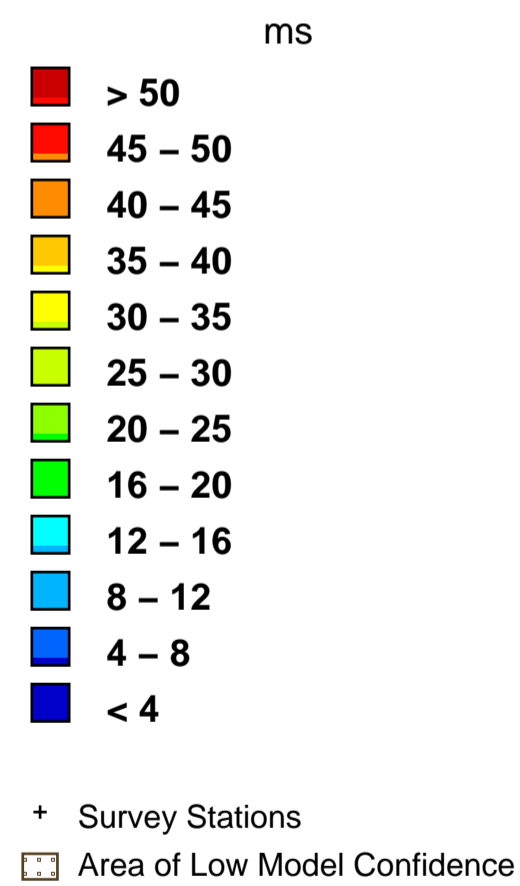 ms
> 50
45 – 50
40 – 45
35 – 40
30 – 35
25 – 30
20 – 25
16 – 20
12 – 16
8 – 12
4 – 8
< 4
+ Survey Stations
Area of Low Model Confidence